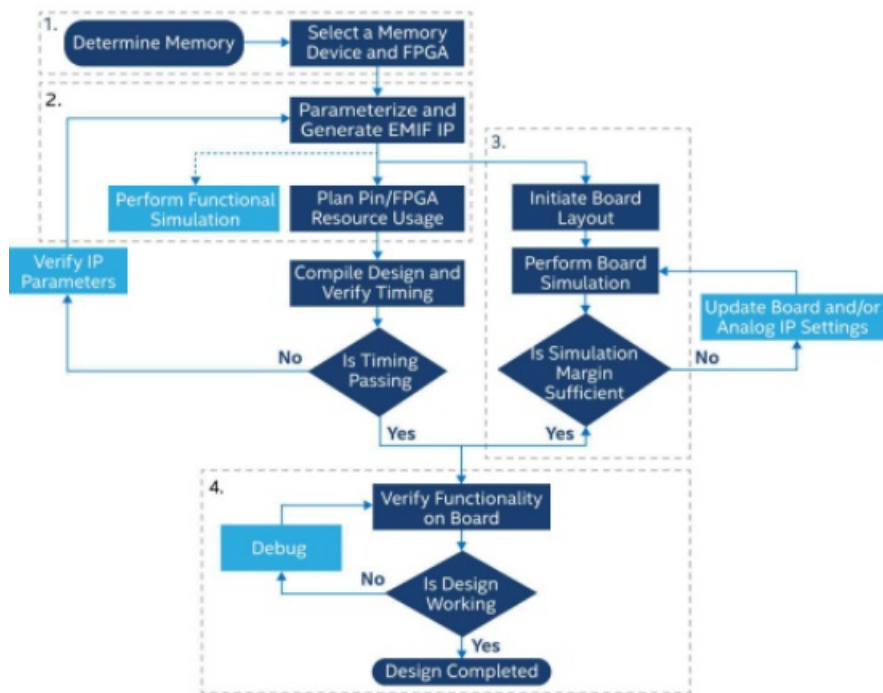 1.
Determine Memory
Select a Memory
Device and FPGA
2.
Parameterize and
Generate EMIF IP
3.
Perform Functional
Simulation
Plan Pin/FPGA
Resource Usage
Initiate Board
Layout
Verify IP
Parameters
Compile Design and
Verify Timing
Perform Board
Simulation
Update Board and/or
Analog IP Settings
No
Is Timing
Passing
Is Simulation
Margin
Sufficient
No
Yes
Yes
4.
Verify Functionality
on Board
Debug
No
Is Design
Working
Yes
Design Completed